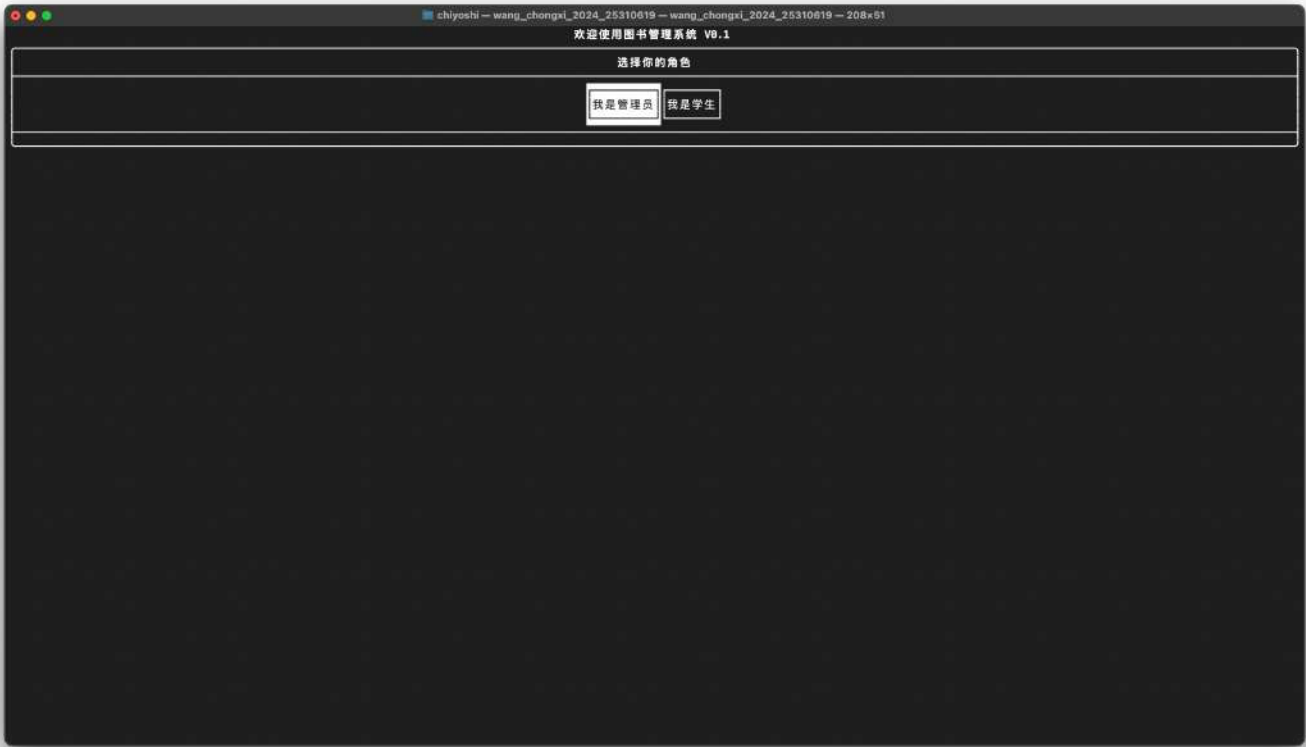 chiyoshi — wang_chongxi_2024_25310619 — wang_chongxi_2024_25310619 — 208×51
欢迎使用图书管理系统 V0.1
选择你的角色
我是管理员 我是学生